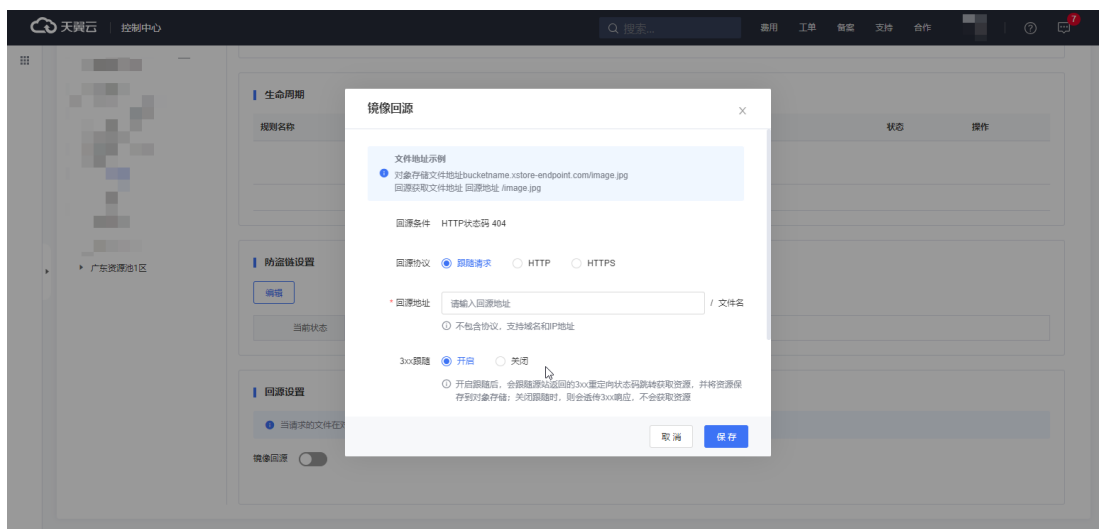 天翼云
控制中心
搜索...
费用
工单
备案
支持
合作
7
广东资源池1区
生命周期
规则名称
状态
操作
镜像回源
文件地址示例
对象存储文件地址bucketname.xstore-endpoint.com/image.jpg
回源获取文件地址 回源地址 /image.jpg
回源条件 HTTP状态码 404
回源协议 跟随请求 HTTP HTTPS
* 回源地址 请输入回源地址 / 文件名
不包含协议，支持域名和IP地址
3xx跟随 开启 关闭
开启跟随后，会跟随源站返回的3xx重定向状态码跳转获取资源，并将资源保
存到对象存储；关闭跟随时，则会透传3xx响应，不会获取资源
取 消 保 存
防盗链设置
编辑
当前状态
回源设置
当请求的文件在对
镜像回源